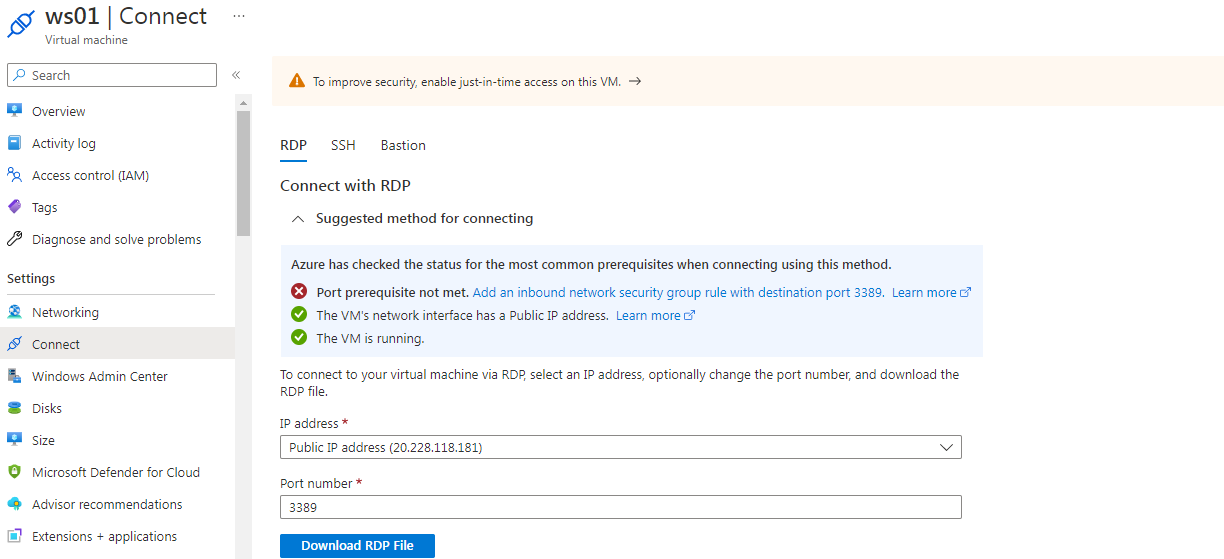 ws01 | Connect ...
Virtual machine
Search
Overview
Activity log
Access control (IAM)
Tags
Diagnose and solve problems
Settings
Networking
Connect
Windows Admin Center
Disks
Size
Microsoft Defender for Cloud
Advisor recommendations
Extensions + applications
To improve security, enable just-in-time access on this VM. →
RDP SSH Bastion
Connect with RDP
Suggested method for connecting
Azure has checked the status for the most common prerequisites when connecting using this method.
Port prerequisite not met. Add an inbound network security group rule with destination port 3389. Learn more
The VM's network interface has a Public IP address. Learn more
The VM is running.
To connect to your virtual machine via RDP, select an IP address, optionally change the port number, and download the
RDP file.
IP address *
Public IP address (20.228.118.181)
Port number *
3389
Download RDP File